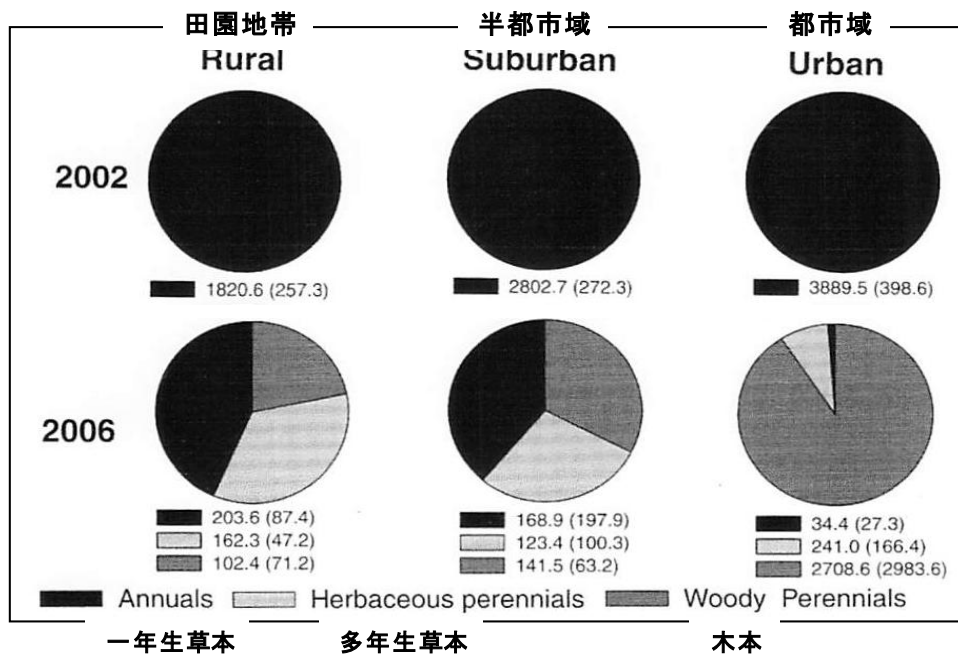 田園地帯 半都市域 都市域
Rural Suburban Urban
2002
1820.6 (257.3) 2802.7 (272.3) 3889.5 (398.6)
2006
203.6 (87.4) 168.9 (197.9) 34.4 (27.3)
162.3 (47.2) 123.4 (100.3) 241.0 (166.4)
102.4 (71.2) 141.5 (63.2) 2708.6 (2983.6)
Annuals Herbaceous perennials Woody Perennials
一年生草本 多年生草本 木本